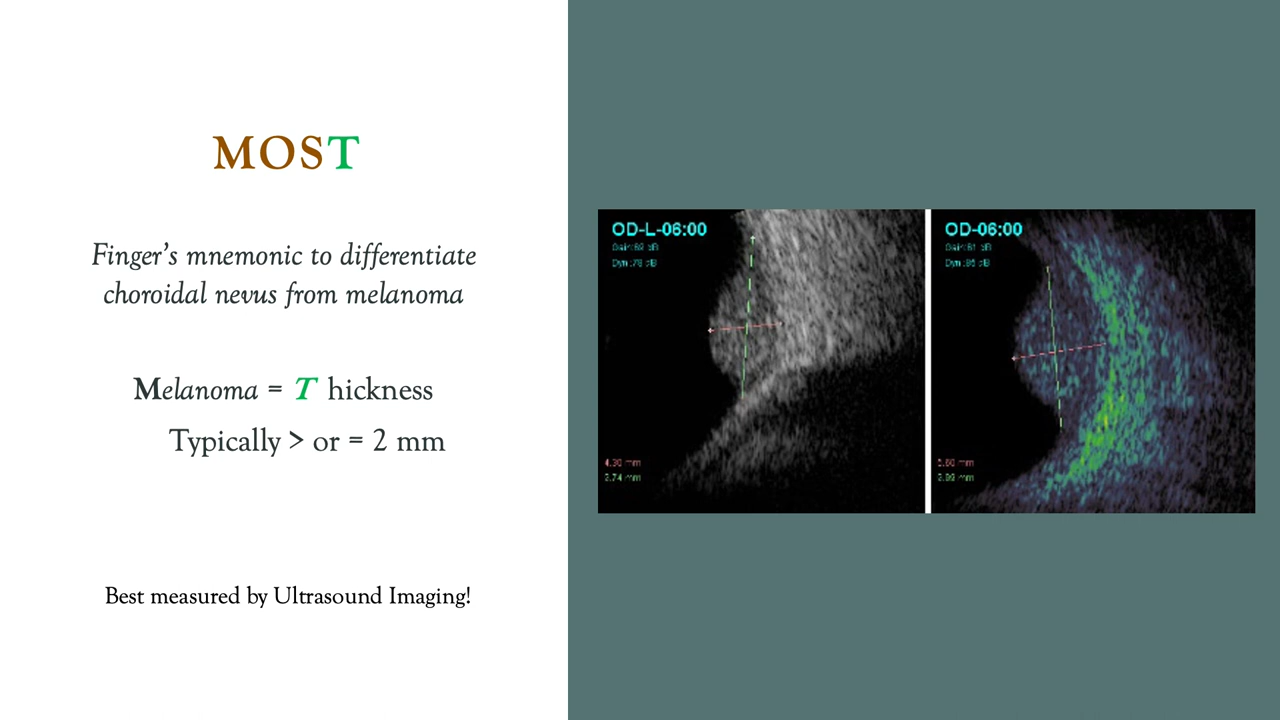 MOST
Finger's mnemonic to differentiate
choroidal nevus from melanoma
Melanoma = T hickness
Typically > or = 2 mm
Best measured by Ultrasound Imaging!
OD-L-06:00
OD-06:00